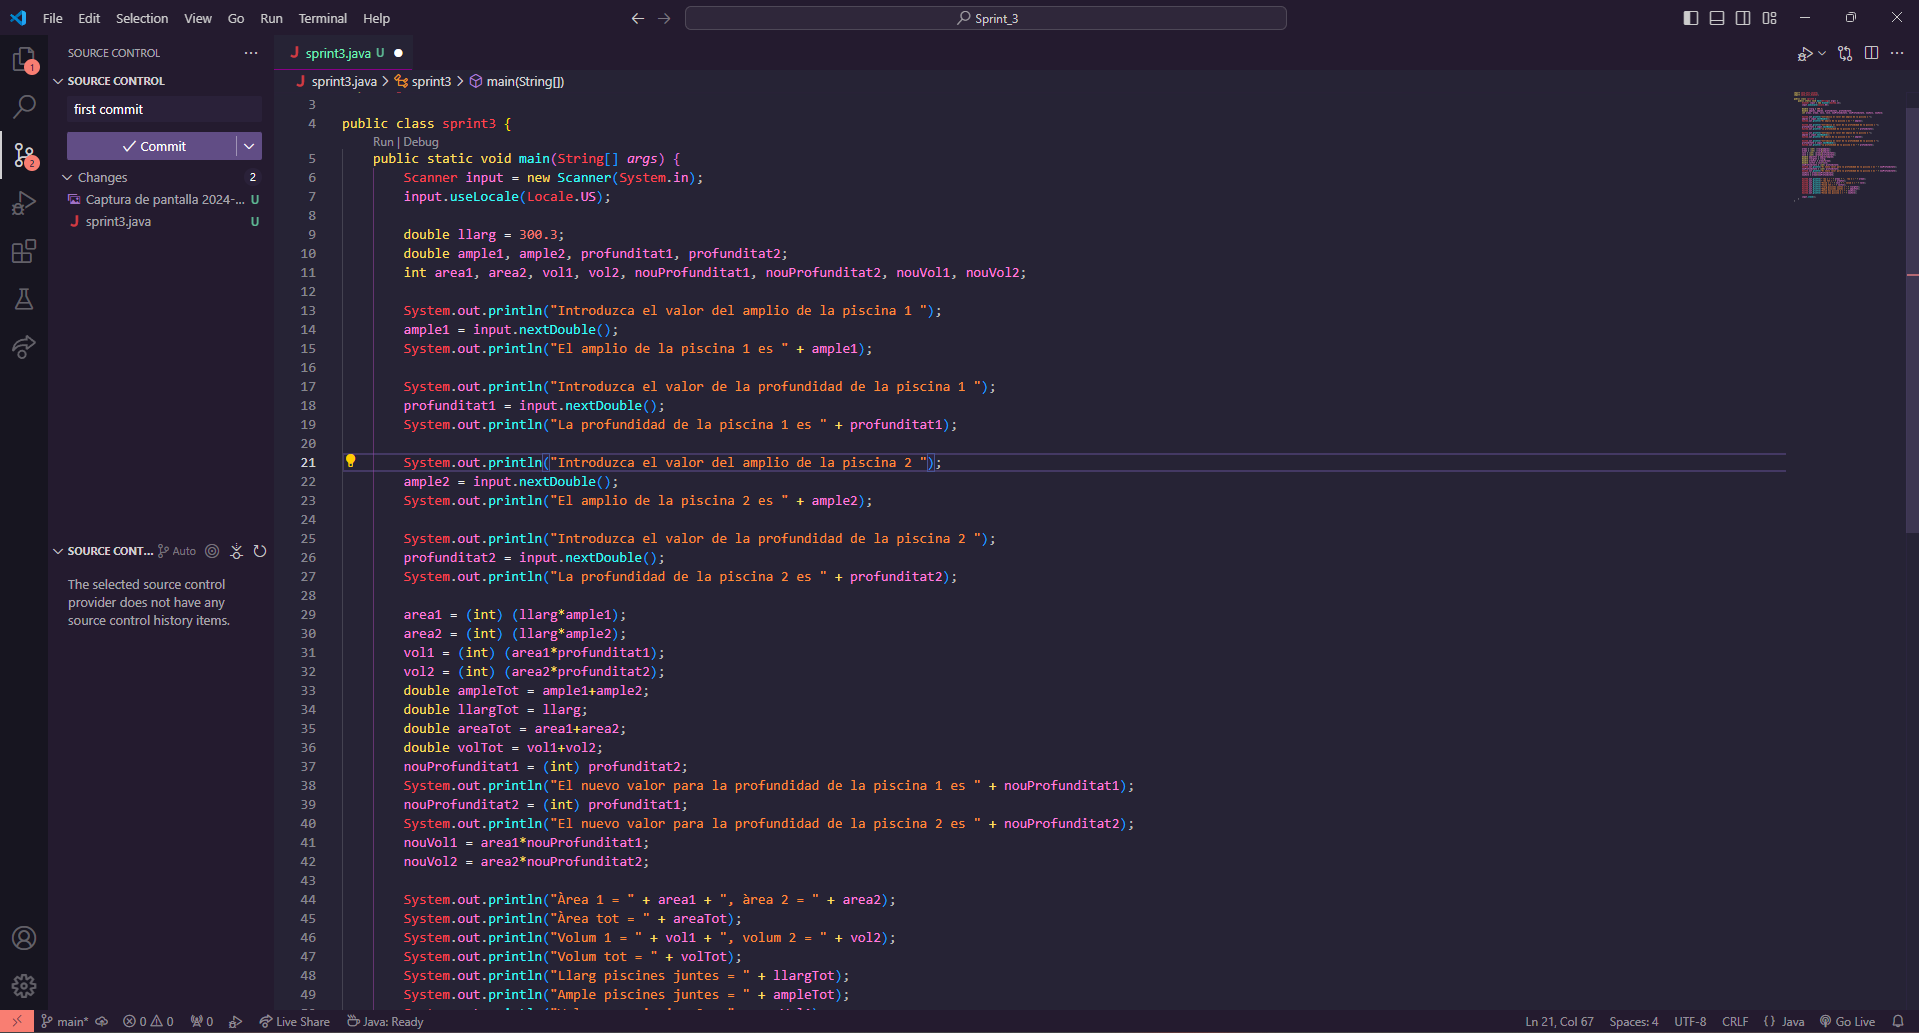 File Edit Selection View Go Run Terminal Help
Sprint_3
SOURCE CONTROL
SOURCE CONTROL
first commit
Commit
Changes 2
Captura de pantalla 2024-... U
sprint3.java U
SOURCE CONT... Auto
The selected source control
provider does not have any
source control history items.
1
2
sprint3.java U
sprint3.java > sprint3 > main(String[])
3
4 public class sprint3 {
Run | Debug
5 public static void main(String[] args) {
6 Scanner input = new Scanner(System.in);
7 input.useLocale(Locale.US);
8
9 double llarg = 300.3;
10 double ample1, ample2, profunditat1, profunditat2;
11 int area1, area2, vol1, vol2, nouProfunditat1, nouProfunditat2, nouVol1, nouVol2;
12
13 System.out.println("Introduzca el valor del amplio de la piscina 1 ");
14 ample1 = input.nextDouble();
15 System.out.println("El amplio de la piscina 1 es " + ample1);
16
17 System.out.println("Introduzca el valor de la profundidad de la piscina 1 ");
18 profunditat1 = input.nextDouble();
19 System.out.println("La profundidad de la piscina 1 es " + profunditat1);
20
21 System.out.println("Introduzca el valor del amplio de la piscina 2 ");
22 ample2 = input.nextDouble();
23 System.out.println("El amplio de la piscina 2 es " + ample2);
24
25 System.out.println("Introduzca el valor de la profundidad de la piscina 2 ");
26 profunditat2 = input.nextDouble();
27 System.out.println("La profundidad de la piscina 2 es " + profunditat2);
28
29 area1 = (int) (llarg*ample1);
30 area2 = (int) (llarg*ample2);
31 vol1 = (int) (area1*profunditat1);
32 vol2 = (int) (area2*profunditat2);
33 double ampleTot = ample1+ample2;
34 double llargTot = llarg;
35 double areaTot = area1+area2;
36 double volTot = vol1+vol2;
37 nouProfunditat1 = (int) profunditat2;
38 System.out.println("El nuevo valor para la profundidad de la piscina 1 es " + nouProfunditat1);
39 nouProfunditat2 = (int) profunditat1;
40 System.out.println("El nuevo valor para la profundidad de la piscina 2 es " + nouProfunditat2);
41 nouVol1 = area1*nouProfunditat1;
42 nouVol2 = area2*nouProfunditat2;
43
44 System.out.println("Àrea 1 = " + area1 + ", àrea 2 = " + area2);
45 System.out.println("Àrea tot = " + areaTot);
46 System.out.println("Volum 1 = " + vol1 + ", volum 2 = " + vol2);
47 System.out.println("Volum tot = " + volTot);
48 System.out.println("Llarg piscines juntes = " + llargTot);
49 System.out.println("Ample piscines juntes = " + ampleTot);
main* 0 0 0 Live Share Java: Ready Ln 21, Col 67 Spaces: 4 UTF-8 CRLF {} Java Go Live